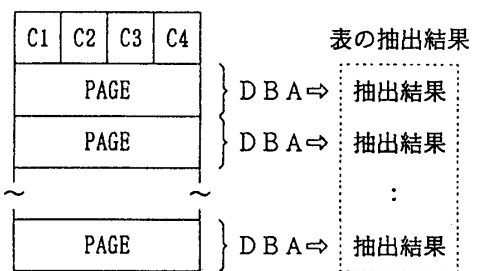 C1 C2 C3 C4
表の抽出結果
PAGE } DBA⇨ 抽出結果
PAGE } DBA⇨ 抽出結果
~ ~ :
PAGE } DBA⇨ 抽出結果